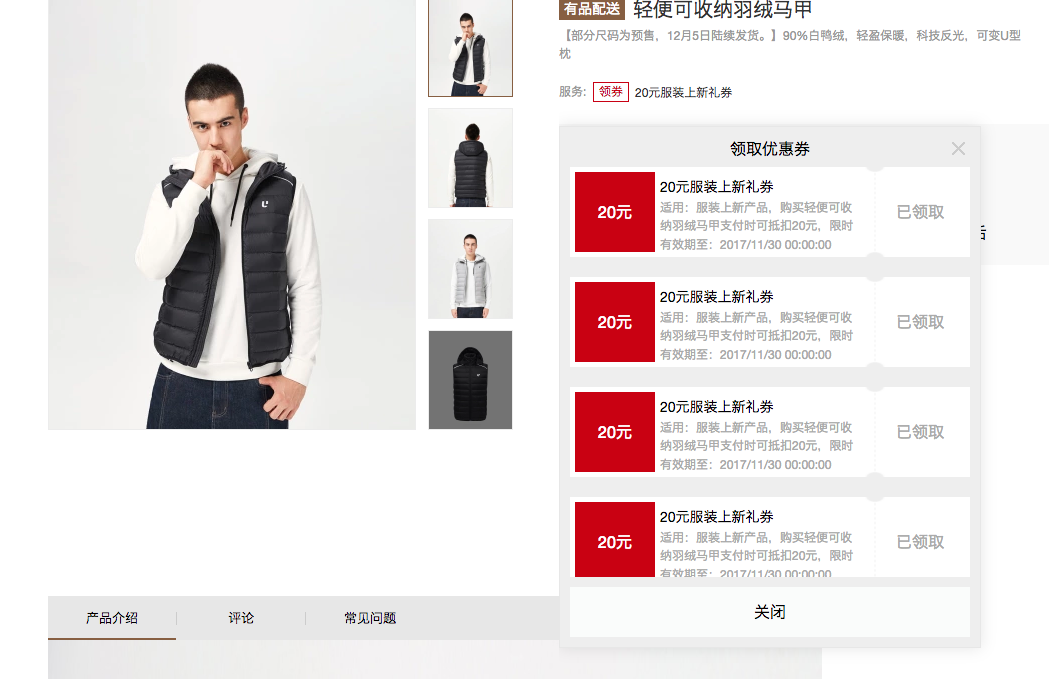 有品配送 轻便可收纳羽绒马甲
【部分尺码为预售，12月5日陆续发货。】90%白鸭绒，轻盈保暖，科技反光，可变U型
枕
服务： 领券 20元服装上新礼券
领取优惠券
20元
20元服装上新礼券
适用：服装上新产品，购买轻便可收
纳羽绒马甲支付时可抵扣20元，限时
有效期至：2017/11/30 00:00:00
已领取
20元
20元服装上新礼券
适用：服装上新产品，购买轻便可收
纳羽绒马甲支付时可抵扣20元，限时
有效期至：2017/11/30 00:00:00
已领取
20元
20元服装上新礼券
适用：服装上新产品，购买轻便可收
纳羽绒马甲支付时可抵扣20元，限时
有效期至：2017/11/30 00:00:00
已领取
20元
20元服装上新礼券
适用：服装上新产品，购买轻便可收
纳羽绒马甲支付时可抵扣20元，限时
有效期至：2017/11/30 00:00:00
已领取
关闭
产品介绍 评论 常见问题